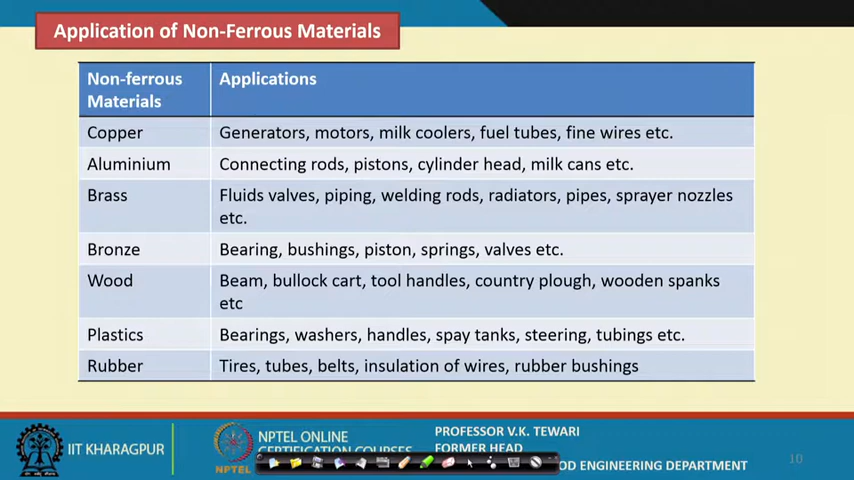 Application of Non-Ferrous Materials
Non-ferrous Applications
Materials
Copper Generators, motors, milk coolers, fuel tubes, fine wires etc.
Aluminium Connecting rods, pistons, cylinder head, milk cans etc.
Brass Fluids valves, piping, welding rods, radiators, pipes, sprayer nozzles
etc.
Bronze Bearing, bushings, piston, springs, valves etc.
Wood Beam, bullock cart, tool handles, country plough, wooden spanks
etc
Plastics Bearings, washers, handles, spay tanks, steering, tubings etc.
Rubber Tires, tubes, belts, insulation of wires, rubber bushings
IIT KHARAGPUR
NPTEL
NPTEL ONLINE
CERTIFICATION COURSES
PROFESSOR V.K. TEWARI
FORMER HEAD
OD ENGINEERING DEPARTMENT
10